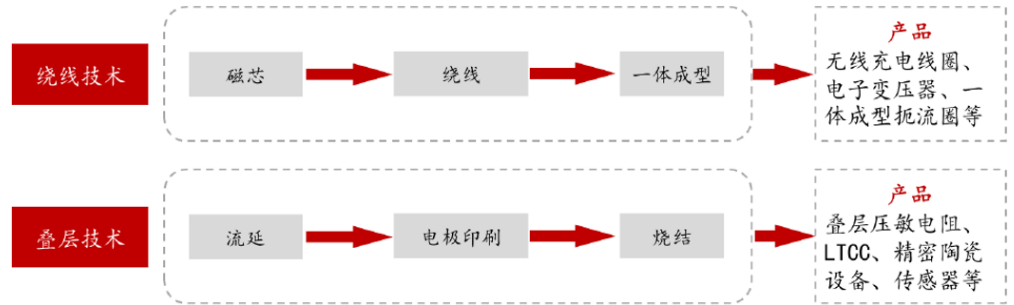 绕线技术
磁芯
绕线
一体成型
产品
无线充电线圈、
电子变压器、一
体成型扼流圈等
叠层技术
流延
电极印刷
烧结
产品
叠层压敏电阻、
LTCC、精密陶瓷
设备、传感器等